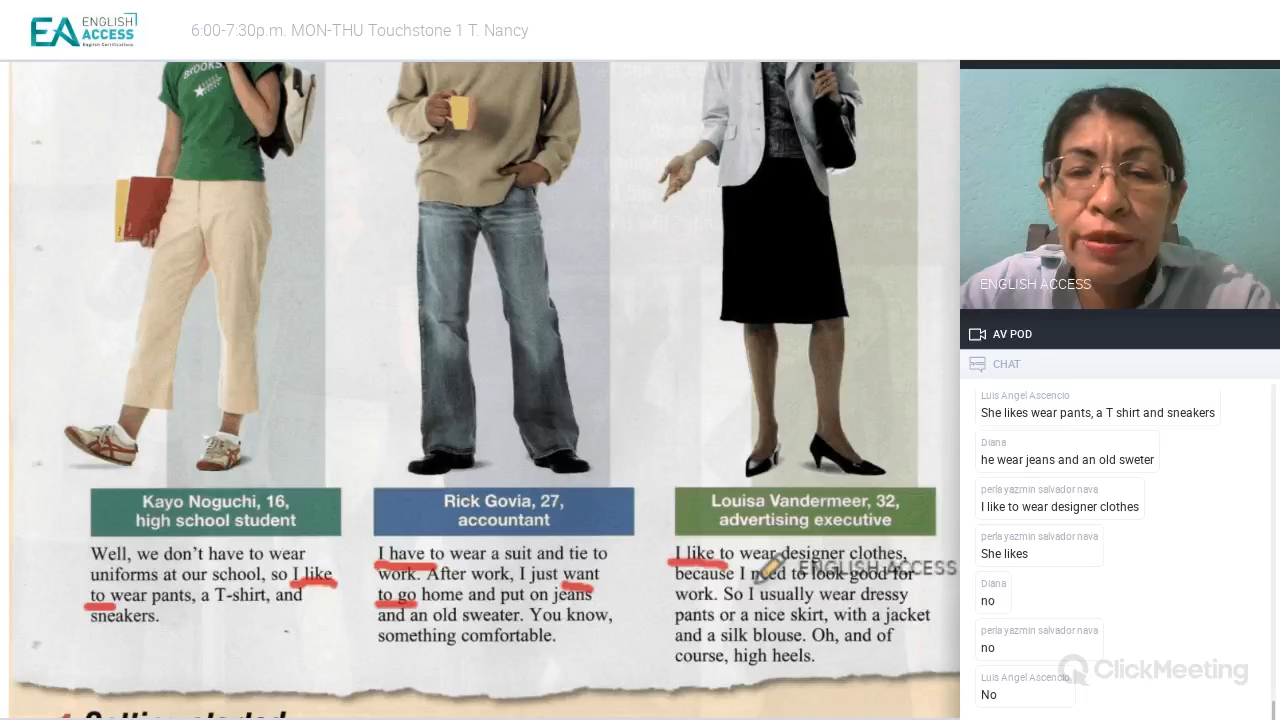 EA ENGLISH ACCESS
English Certifications
6:00-7:30p.m. MON-THU Touchstone 1 T. Nancy
BROOKS
Kayo Noguchi, 16,
high school student
Well, we don't have to wear
uniforms at our school, so I like
to wear pants, a T-shirt, and
sneakers.
Rick Govia, 27,
accountant
I have to wear a suit and tie to
work. After work, I just want
to go home and put on jeans
and an old sweater. You know,
something comfortable.
Louisa Vandermeer, 32,
advertising executive
I like to wear designer clothes,
because I need to look good for
work. So I usually wear dressy
pants or a nice skirt, with a jacket
and a silk blouse. Oh, and of
course, high heels.
ENGLISH ACCESS
Getting started
ENGLISH ACCESS
AV POD
CHAT
Luis Angel Ascencio
She likes wear pants, a T shirt and sneakers
Diana
he wear jeans and an old sweter
perla yazmin salvador nava
I like to wear designer clothes
perla yazmin salvador nava
She likes
Diana
no
perla yazmin salvador nava
no
Luis Angel Ascencio
No
ClickMeeting